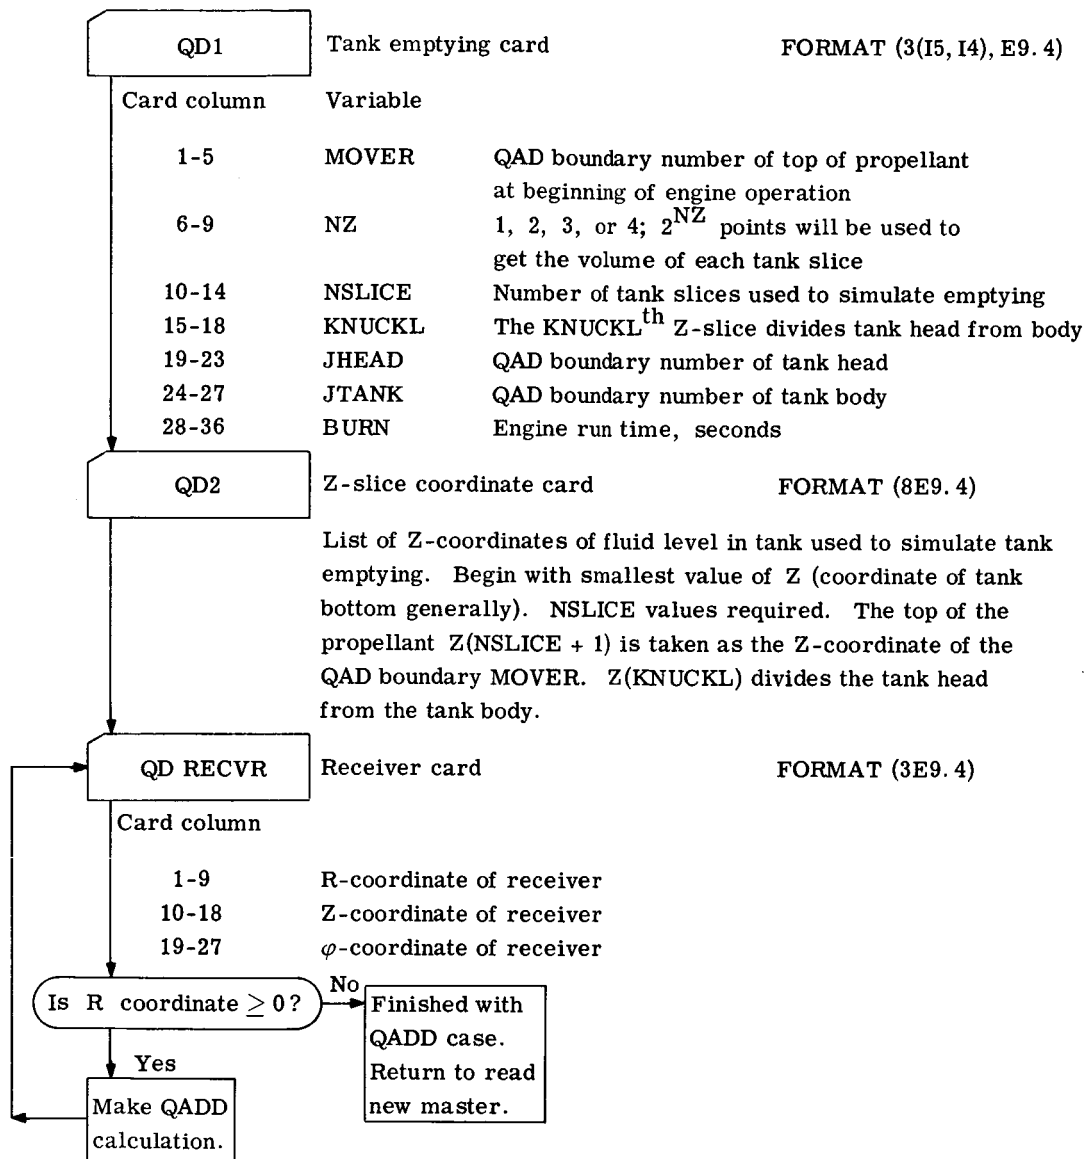 QD1 Tank emptying card FORMAT (3(I5, I4), E9.4)
Card column Variable
1-5 MOVER QAD boundary number of top of propellant
at beginning of engine operation
6-9 NZ 1, 2, 3, or 4; 2^NZ points will be used to
get the volume of each tank slice
10-14 NSLICE Number of tank slices used to simulate emptying
15-18 KNUCKL The KNUCKL^th Z-slice divides tank head from body
19-23 JHEAD QAD boundary number of tank head
24-27 JTANK QAD boundary number of tank body
28-36 BURN Engine run time, seconds
QD2 Z-slice coordinate card FORMAT (8E9.4)
List of Z-coordinates of fluid level in tank used to simulate tank
emptying. Begin with smallest value of Z (coordinate of tank
bottom generally). NSLICE values required. The top of the
propellant Z(NSLICE + 1) is taken as the Z-coordinate of the
QAD boundary MOVER. Z(KNUCKL) divides the tank head
from the tank body.
QD RECVR Receiver card FORMAT (3E9.4)
Card column
1-9 R-coordinate of receiver
10-18 Z-coordinate of receiver
19-27 φ-coordinate of receiver
Is R coordinate ≥ 0?
No
Finished with
QADD case.
Return to read
new master.
Yes
Make QADD
calculation.